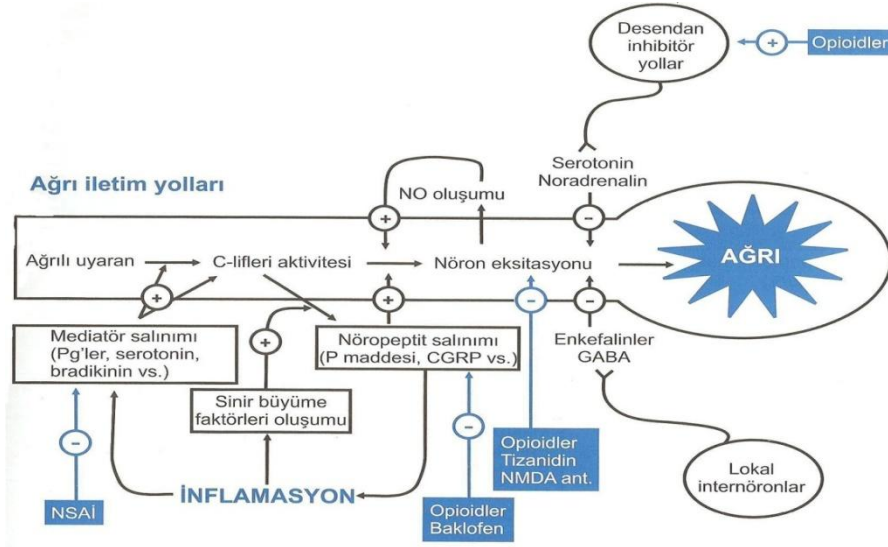 Desendan
inhibitör
yollar
+
Opioidler
Serotonin
Noradrenalin
Ağrı iletim yolları
NO oluşumu
+
-
Ağrılı uyaran
C-lifleri aktivitesi
Nöron eksitasyonu
AĞRI
+
+
-
-
Mediatör salınımı
(Pg'ler, serotonin,
bradikinin vs.)
+
Nöropeptit salınımı
(P maddesi, CGRP vs.)
Enkefalinler
GABA
Sinir büyüme
faktörleri oluşumu
-
-
Opioidler
Tizanidin
NMDA ant.
Lokal
internöronlar
NSAİ
İNFLAMASYON
Opioidler
Baklofen